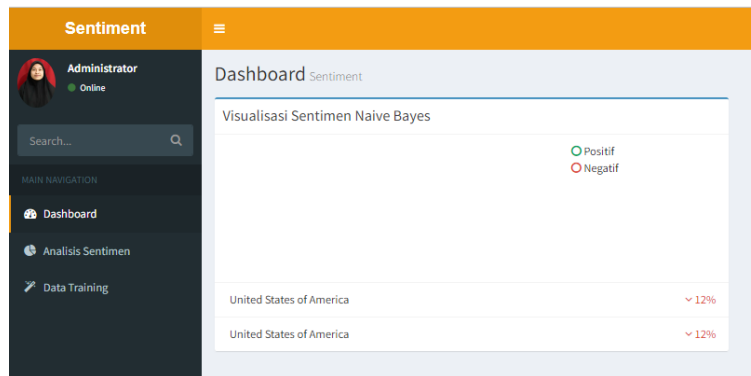 Sentiment
Administrator
Online
Search...
MAIN NAVIGATION
Dashboard
Analisis Sentimen
Data Training
Dashboard Sentiment
Visualisasi Sentimen Naive Bayes
Positif
Negatif
United States of America 12%
United States of America 12%